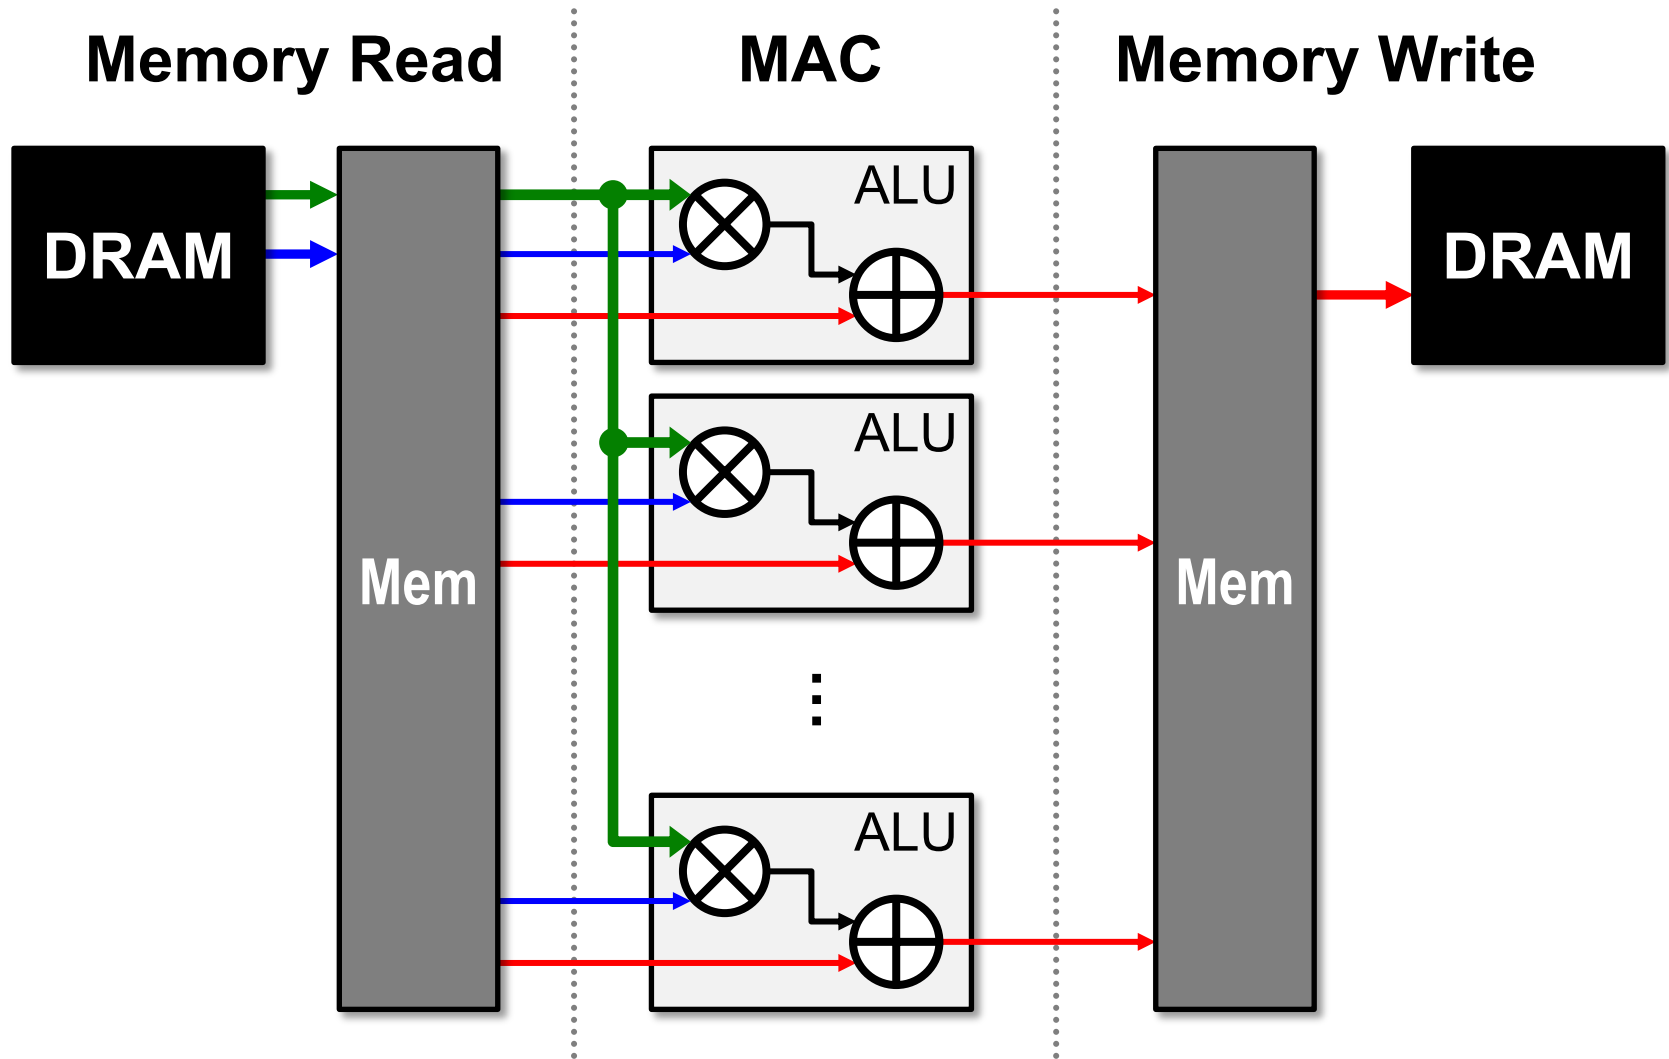 Memory Read
MAC
Memory Write
DRAM
Mem
ALU
ALU
ALU
Mem
DRAM